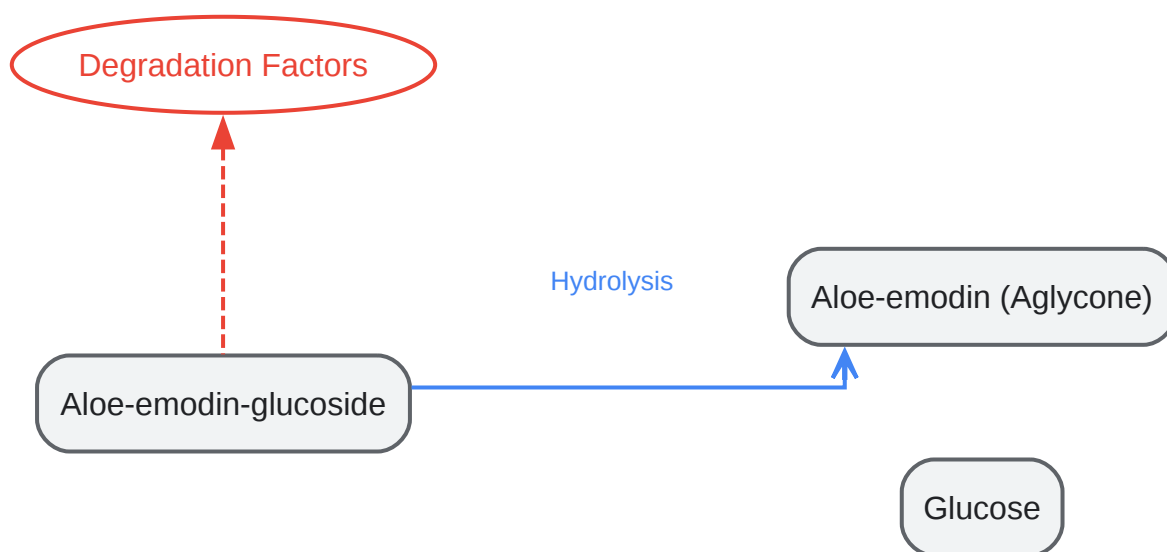 Degradation Factors
Hydrolysis
Aloe-emodin (Aglycone)
Aloe-emodin-glucoside
Glucose